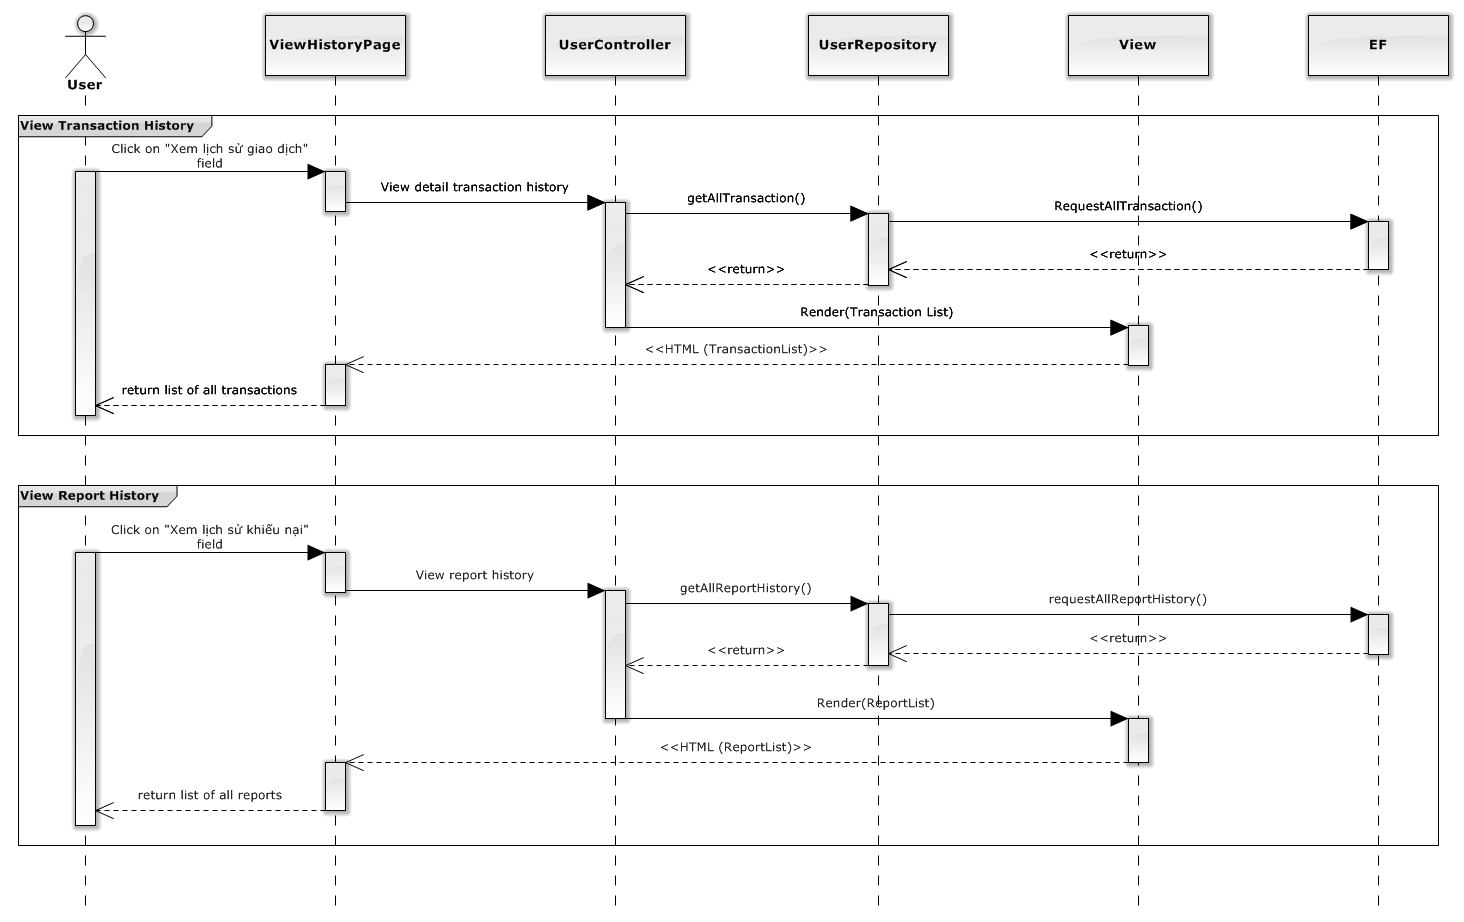 User
ViewHistoryPage
UserController
UserRepository
View
EF
View Transaction History
Click on "Xem lịch sử giao dịch"
field
View detail transaction history
getAllTransaction()
RequestAllTransaction()
<<return>>
<<return>>
Render(Transaction List)
<<HTML (TransactionList)>>
return list of all transactions
View Report History
Click on "Xem lịch sử khiếu nại"
field
View report history
getAllReportHistory()
requestAllReportHistory()
<<return>>
<<return>>
Render(ReportList)
<<HTML (ReportList)>>
return list of all reports